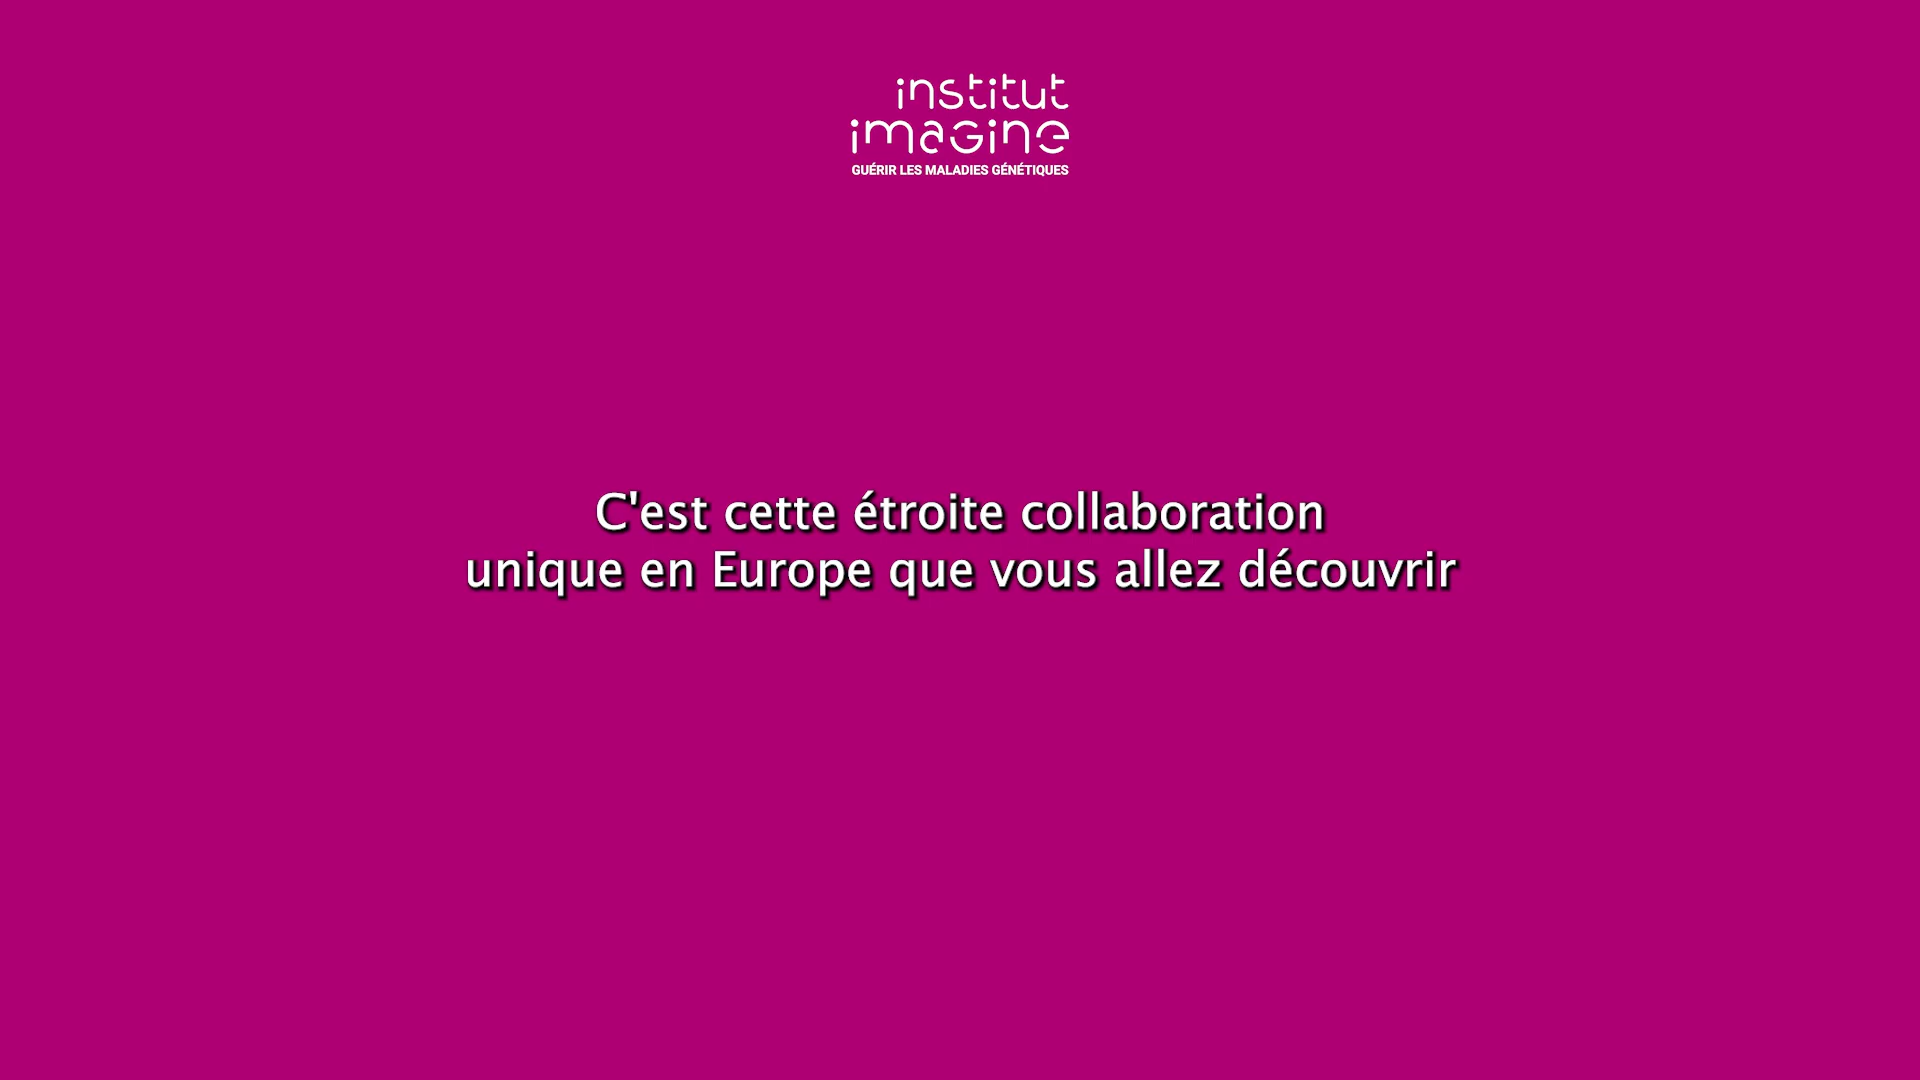 institut
imagine
GUÉRIR LES MALADIES GÉNÉTIQUES
C'est cette étroite collaboration
unique en Europe que vous allez découvrir